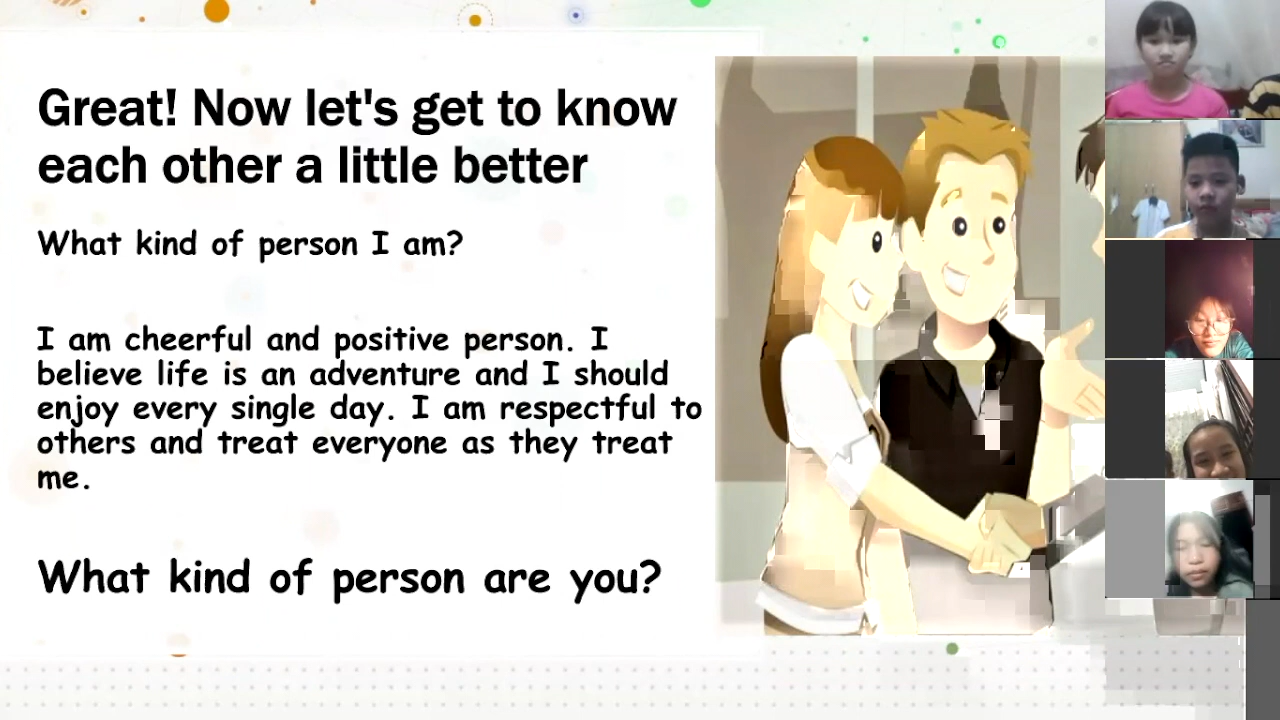 Great! Now let's get to know
each other a little better
What kind of person I am?
I am cheerful and positive person. I
believe life is an adventure and I should
enjoy every single day. I am respectful to
others and treat everyone as they treat
me.
What kind of person are you?